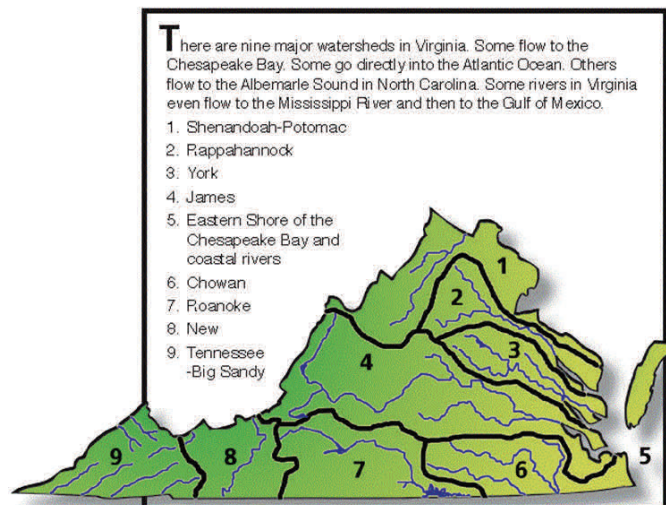 There are nine major watersheds in Virginia. Some flow to the
Chesapeake Bay. Some go directly into the Atlantic Ocean. Others
flow to the Albemarle Sound in North Carolina. Some rivers in Virginia
even flow to the Mississippi River and then to the Gulf of Mexico.
1. Shenandoah-Potomac
2. Rappahannock
3. York
4. James
5. Eastern Shore of the
Chesapeake Bay and
coastal rivers
6. Chowan
7. Roanoke
8. New
9. Tennessee
-Big Sandy
1
2
3
4
5
6
7
8
9